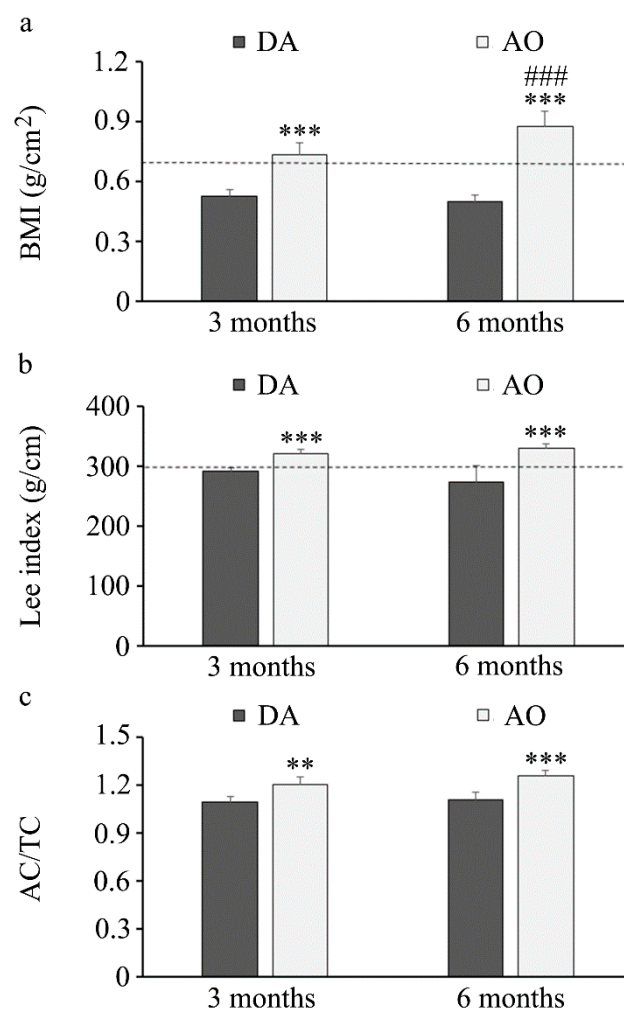 a
DA AO
1.2
###
***
0.9
***
0.6
0.3
0
BMI (g/cm²)
3 months 6 months
b
DA AO
400
*** ***
300
200
100
0
Lee index (g/cm)
3 months 6 months
c
DA AO
1.5
** ***
1.2
0.9
0.6
0.3
0
AC/TC
3 months 6 months